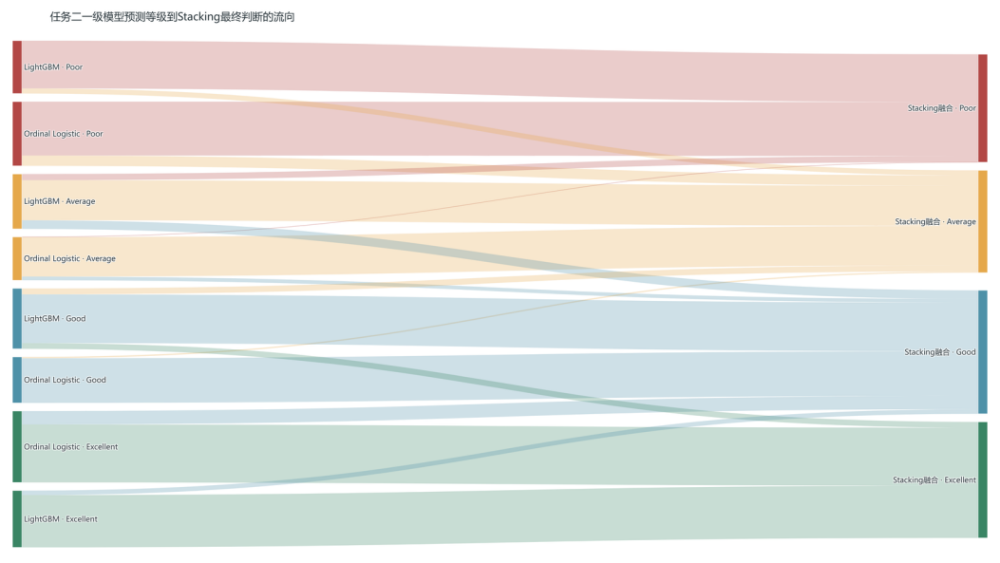 任务二一级模型预测等级到Stacking最终判断的流向
LightGBM · Poor
Ordinal Logistic · Poor
LightGBM · Average
Ordinal Logistic · Average
LightGBM · Good
Ordinal Logistic · Good
Ordinal Logistic · Excellent
LightGBM · Excellent
Stacking融合 · Poor
Stacking融合 · Average
Stacking融合 · Good
Stacking融合 · Excellent